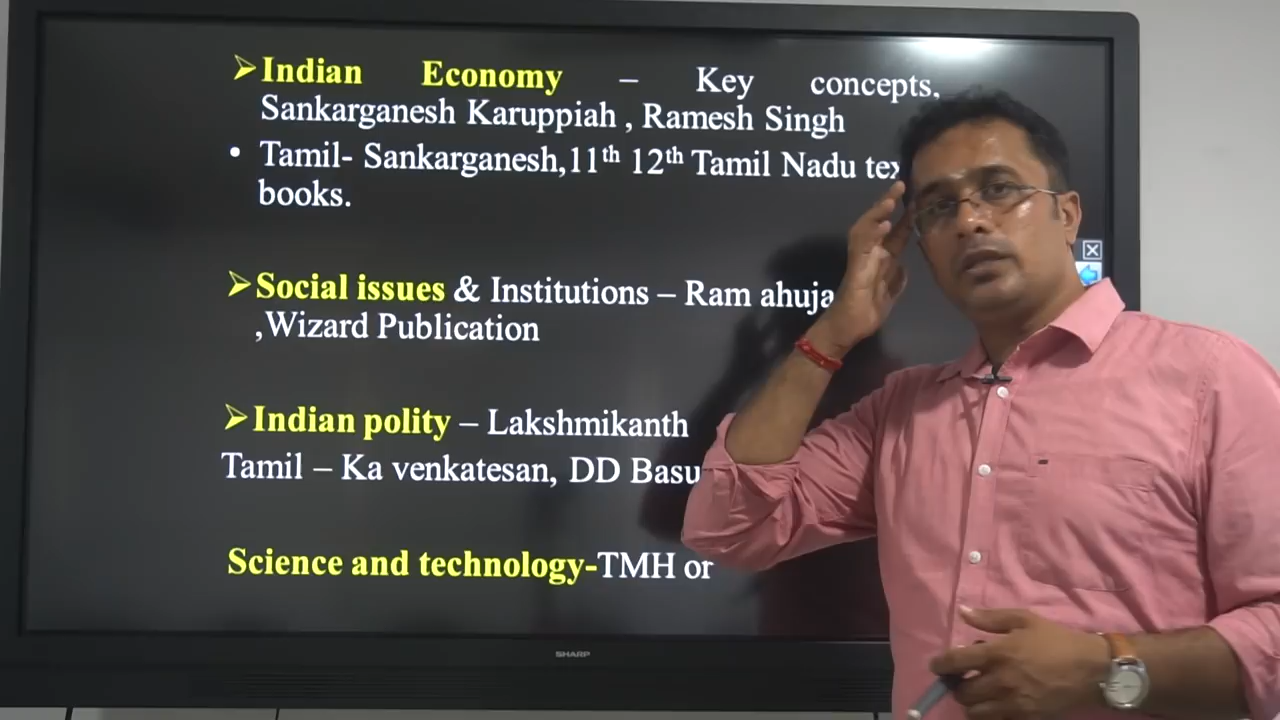 ➢Indian Economy – Key concepts,
Sankarganesh Karuppiah , Ramesh Singh
• Tamil- Sankarganesh,11th 12th Tamil Nadu
books.
➢Social issues & Institutions – Ram ahuja
,Wizard Publication
➢Indian polity – Lakshmikanth
Tamil – Ka venkatesan, DD Basu
Science and technology-TMH or
SHARP